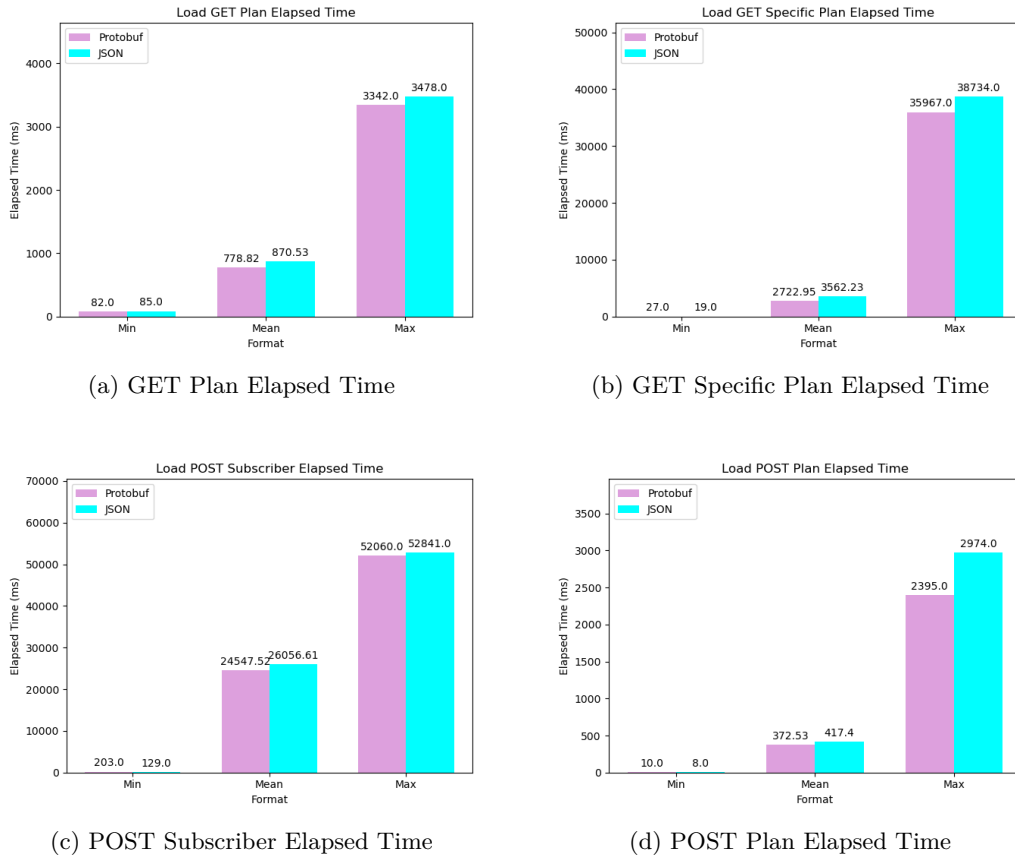 Load GET Plan Elapsed Time
Protobuf
JSON
Elapsed Time (ms)
4000
3000
2000
1000
0
82.0
85.0
778.82
870.53
3342.0
3478.0
Min
Mean
Max
Format
(a) GET Plan Elapsed Time
Load GET Specific Plan Elapsed Time
Protobuf
JSON
Elapsed Time (ms)
50000
40000
30000
20000
10000
0
27.0
19.0
2722.95
3562.23
35967.0
38734.0
Min
Mean
Max
Format
(b) GET Specific Plan Elapsed Time
Load POST Subscriber Elapsed Time
Protobuf
JSON
Elapsed Time (ms)
70000
60000
50000
40000
30000
20000
10000
0
203.0
129.0
24547.52
26056.61
52060.0
52841.0
Min
Mean
Max
Format
(c) POST Subscriber Elapsed Time
Load POST Plan Elapsed Time
Protobuf
JSON
Elapsed Time (ms)
3500
3000
2500
2000
1500
1000
500
0
10.0
8.0
372.53
417.4
2395.0
2974.0
Min
Mean
Max
Format
(d) POST Plan Elapsed Time